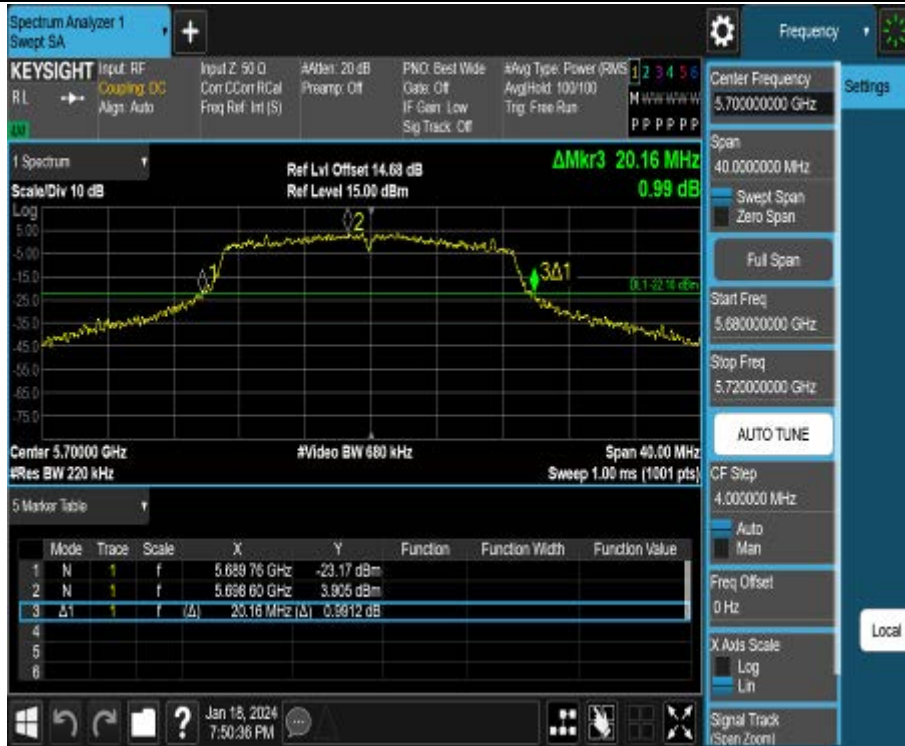 Spectrum Analyzer 1
Swept SA
Frequency
KEYSIGHT
RL
Input: RF
Coupling: DC
Align: Auto
Input Z: 50 Ω
Corr CCorr RCal
Freq Ref: Int (S)
#Atten: 20 dB
Preamp: Off
PNO: Best Wide
Gate: Off
IF Gain: Low
Sig Track: Off
#Avg Type: Power (RMS
Avg|Hold: 100/100
Trig: Free Run
1 2 3 4 5 6
M W W W W W
P P P P P P
Settings
Center Frequency
5.700000000 GHz
Span
40.0000000 MHz
Swept Span
Zero Span
Full Span
Start Freq
5.680000000 GHz
Stop Freq
5.720000000 GHz
AUTO TUNE
CF Step
4.000000 MHz
Auto
Man
Freq Offset
0 Hz
X Axis Scale
Log
Lin
Signal Track
(Span Zoom)
Local
1 Spectrum
Scale/Div 10 dB
Ref Lvl Offset 14.68 dB
Ref Level 15.00 dBm
ΔMkr3 20.16 MHz
0.99 dB
Log
5.00
-5.00
-15.0
-25.0
-35.0
-45.0
-55.0
-65.0
-75.0
1
2
3Δ1
Center 5.70000 GHz
#Res BW 220 kHz
#Video BW 680 kHz
Span 40.00 MHz
Sweep 1.00 ms (1001 pts)
5 Marker Table
Mode Trace Scale X Y Function Function Width Function Value
1 N 1 f 5.689 76 GHz -23.17 dBm
2 N 1 f 5.698 60 GHz 3.905 dBm
3 Δ1 1 f (Δ) 20.16 MHz (Δ) 0.9912 dB
4
5
6
?
Jan 18, 2024
7:50:36 PM